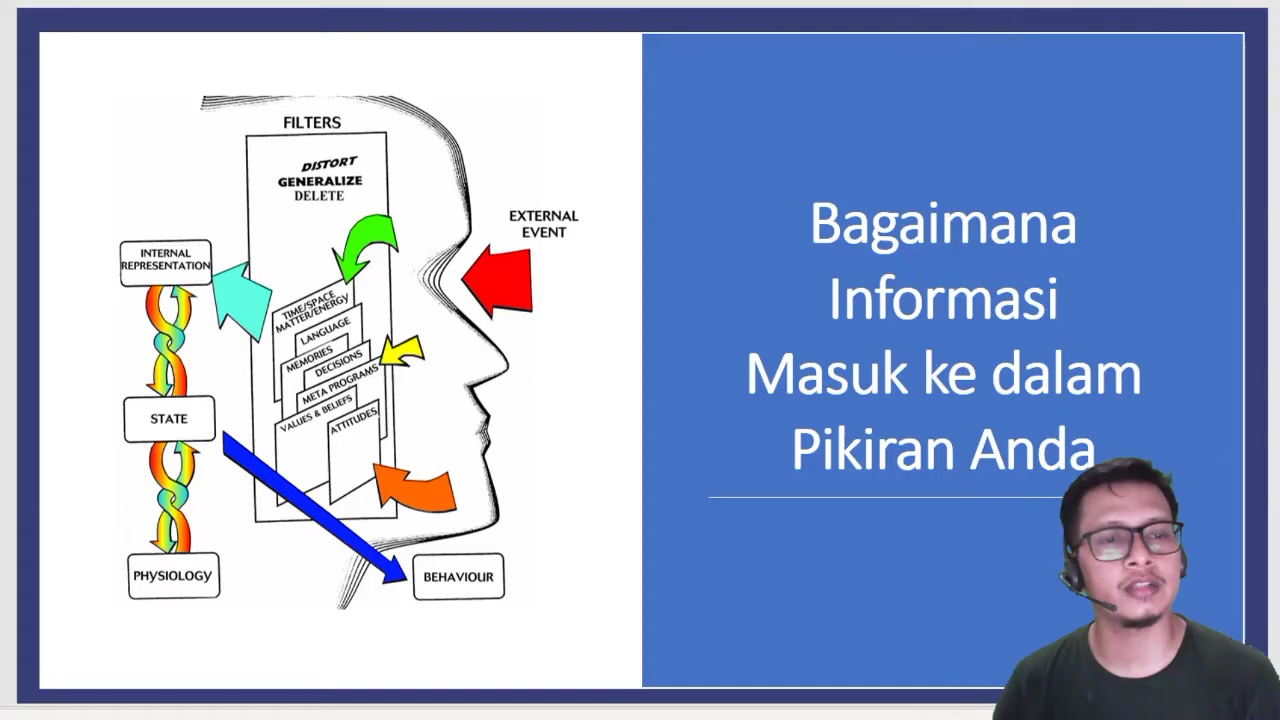 FILTERS
DISTORT
GENERALIZE
DELETE
EXTERNAL
EVENT
INTERNAL
REPRESENTATION
TIME/SPACE
MATTER/ENERGY
LANGUAGE
MEMORIES
DECISIONS
META PROGRAMS
VALUES & BELIEFS
ATTITUDES
STATE
PHYSIOLOGY
BEHAVIOUR
Bagaimana
Informasi
Masuk ke dalam
Pikiran Anda